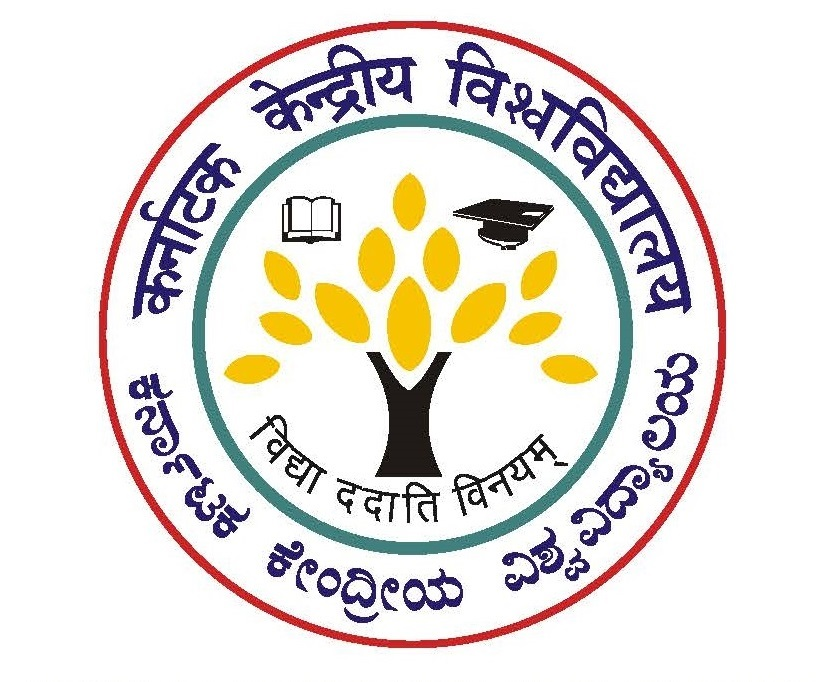 कर्नाटक केन्द्रीय विश्वविद्यालय
विद्या ददाति विनयम्
ಕರ್ನಾಟಕ ಕೇಂದ್ರೀಯ ವಿಶ್ವವಿದ್ಯಾಲಯ